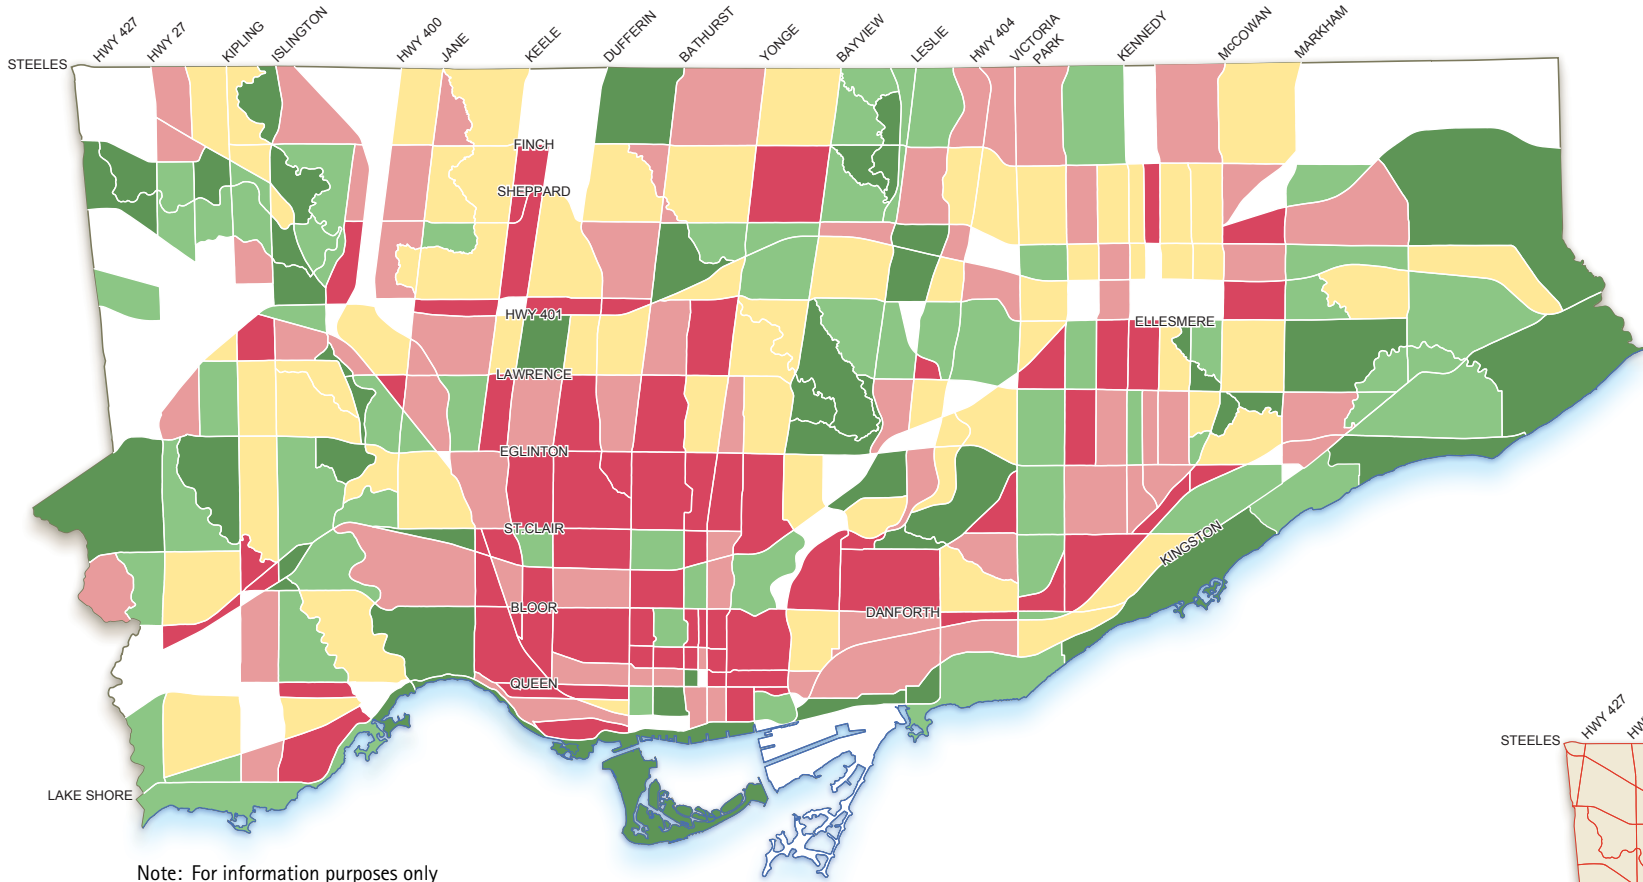 HWY 427
HWY 27
KIPLING
ISLINGTON
HWY 400
JANE
KEELE
DUFFERIN
BATHURST
YONGE
BAYVIEW
LESLIE
HWY 404
VICTORIA
PARK
KENNEDY
McCOWAN
MARKHAM
STEELES
FINCH
SHEPPARD
HWY 401
ELLESMERE
LAWRENCE
EGLINTON
ST.CLAIR
KINGSTON
BLOOR
DANFORTH
QUEEN
HWY 427
STEELES
LAKE SHORE
Note: For information purposes only